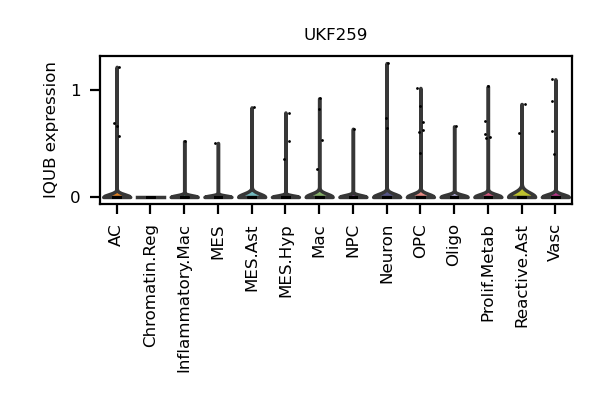 UKF259
IQUB expression
1
0
AC
Chromatin.Reg
Inflammatory.Mac
MES
MES.Ast
MES.Hyp
Mac
NPC
Neuron
OPC
Oligo
Prolif.Metab
Reactive.Ast
Vasc